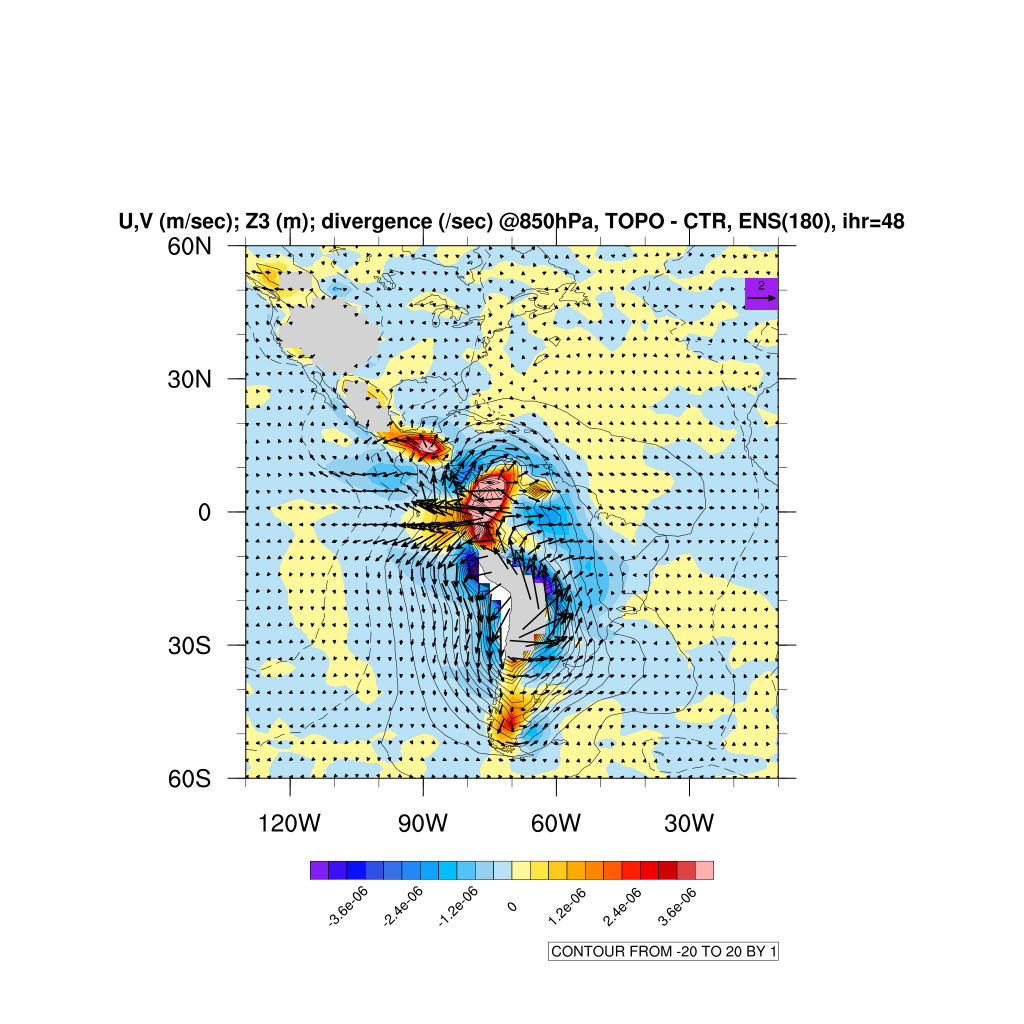 U,V (m/sec); Z3 (m); divergence (/sec) @850hPa, TOPO - CTR, ENS(180), ihr=48
60N
2
30N
0
30S
60S
120W 90W 60W 30W
-3.6e-06 -2.4e-06 -1.2e-06 0 1.2e-06 2.4e-06 3.6e-06
CONTOUR FROM -20 TO 20 BY 1